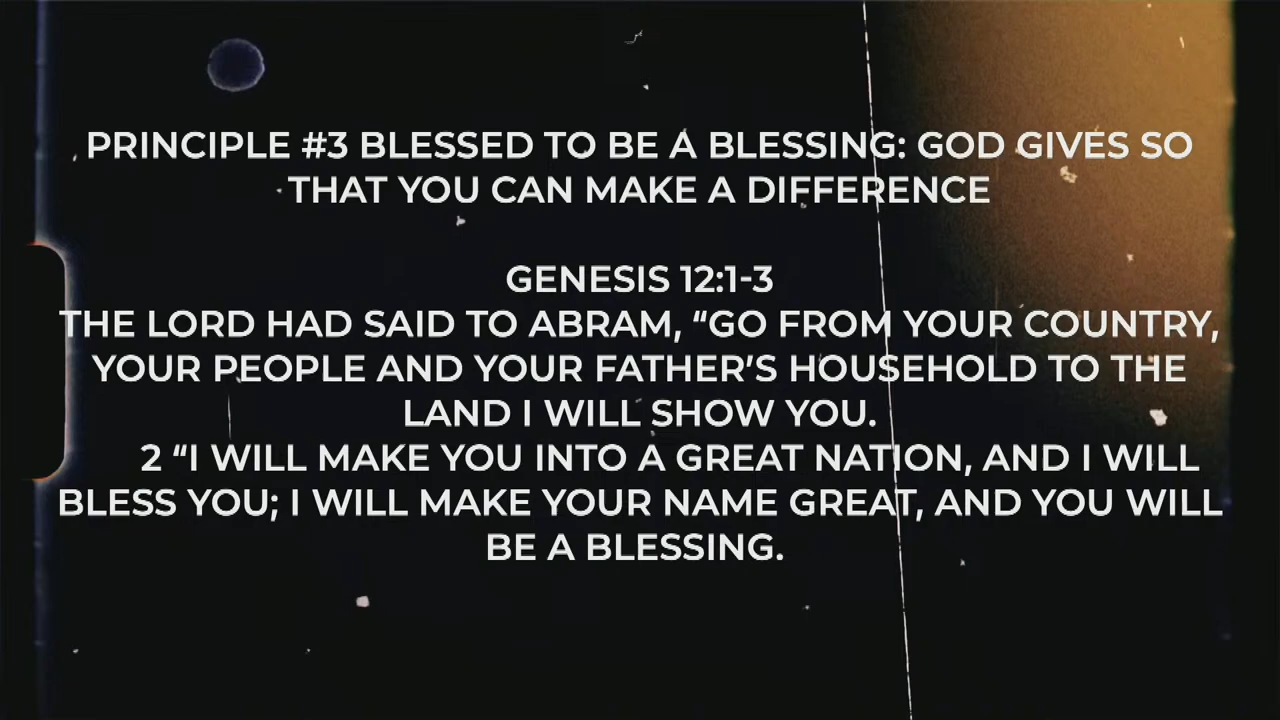 PRINCIPLE #3 BLESSED TO BE A BLESSING: GOD GIVES SO
THAT YOU CAN MAKE A DIFFERENCE
GENESIS 12:1-3
THE LORD HAD SAID TO ABRAM, “GO FROM YOUR COUNTRY,
YOUR PEOPLE AND YOUR FATHER’S HOUSEHOLD TO THE
LAND I WILL SHOW YOU.
2 “I WILL MAKE YOU INTO A GREAT NATION, AND I WILL
BLESS YOU; I WILL MAKE YOUR NAME GREAT, AND YOU WILL
BE A BLESSING.